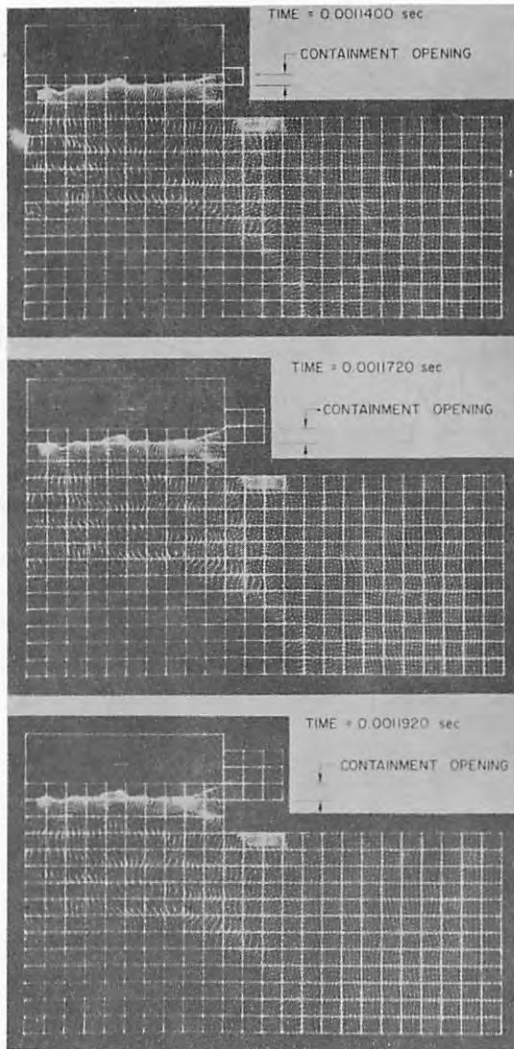 TIME = 0.0011400 sec
CONTAINMENT OPENING
TIME = 0.0011720 sec
CONTAINMENT OPENING
TIME = 0.0011920 sec
CONTAINMENT OPENING